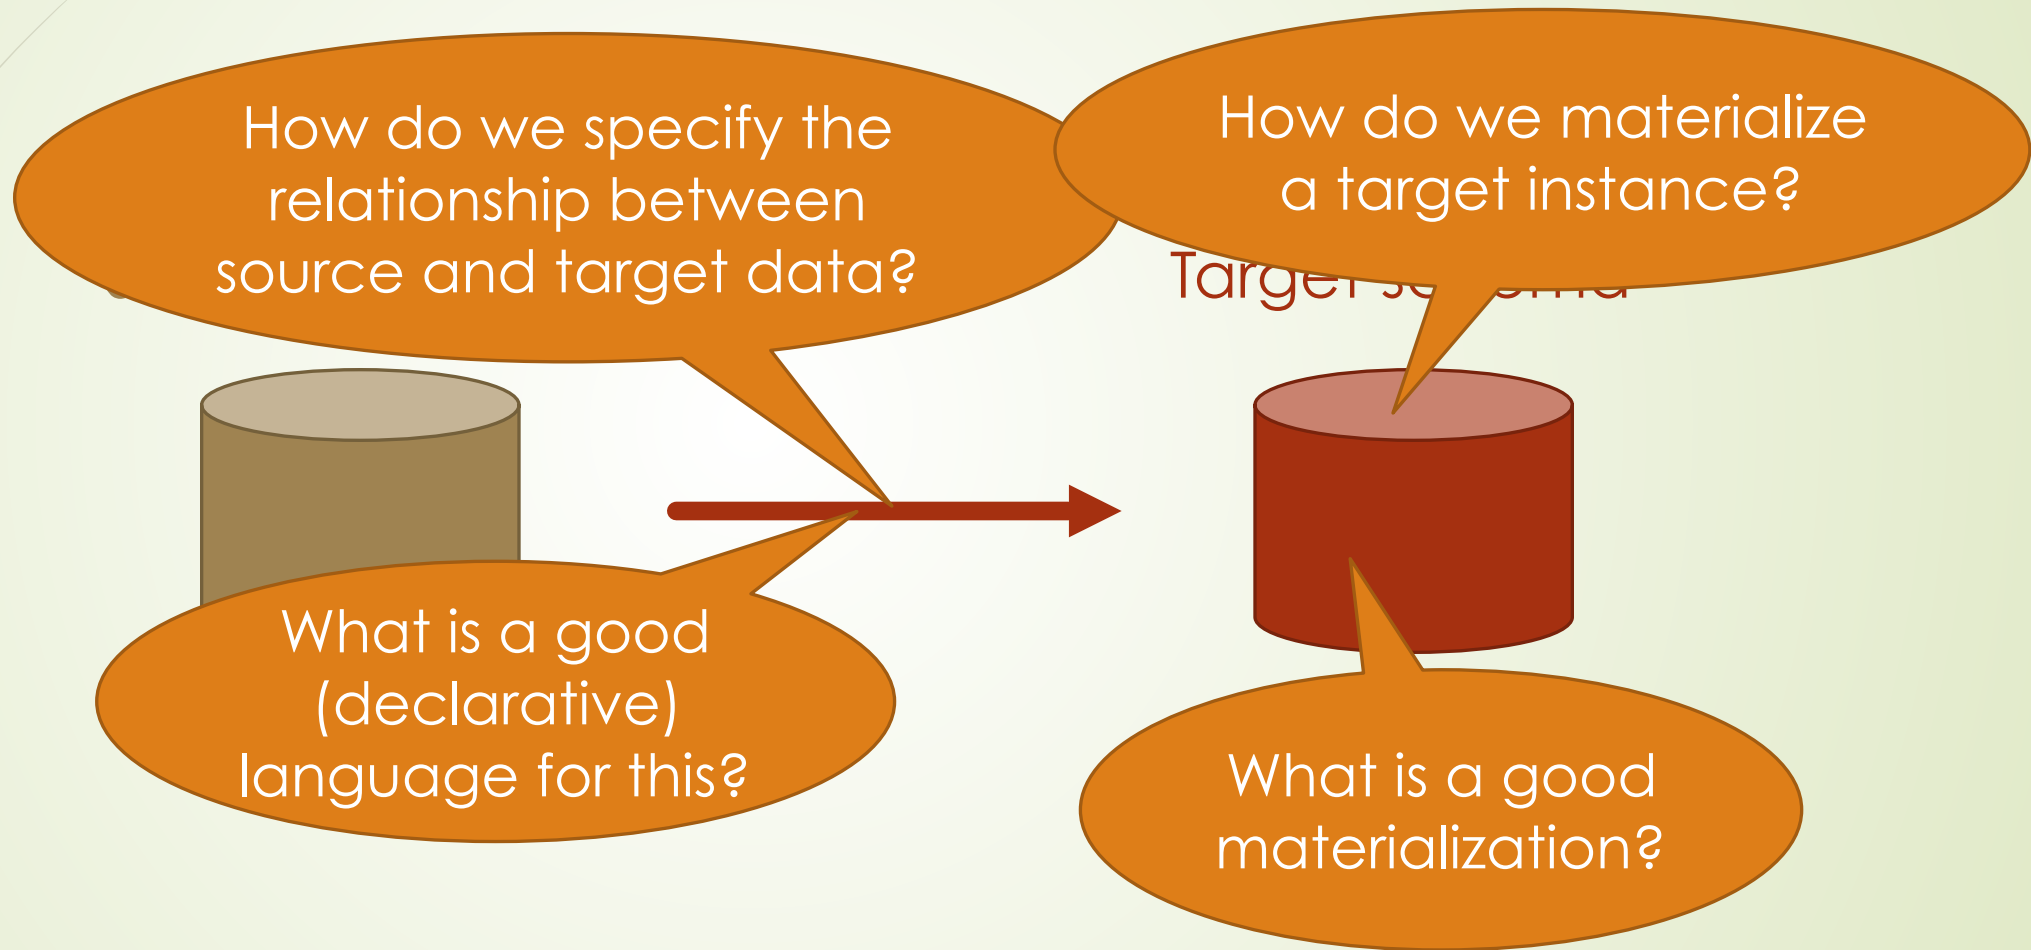 How do we specify the
relationship between
source and target data?
How do we materialize
a target instance?
Target
What is a good
(declarative)
language for this?
What is a good
materialization?